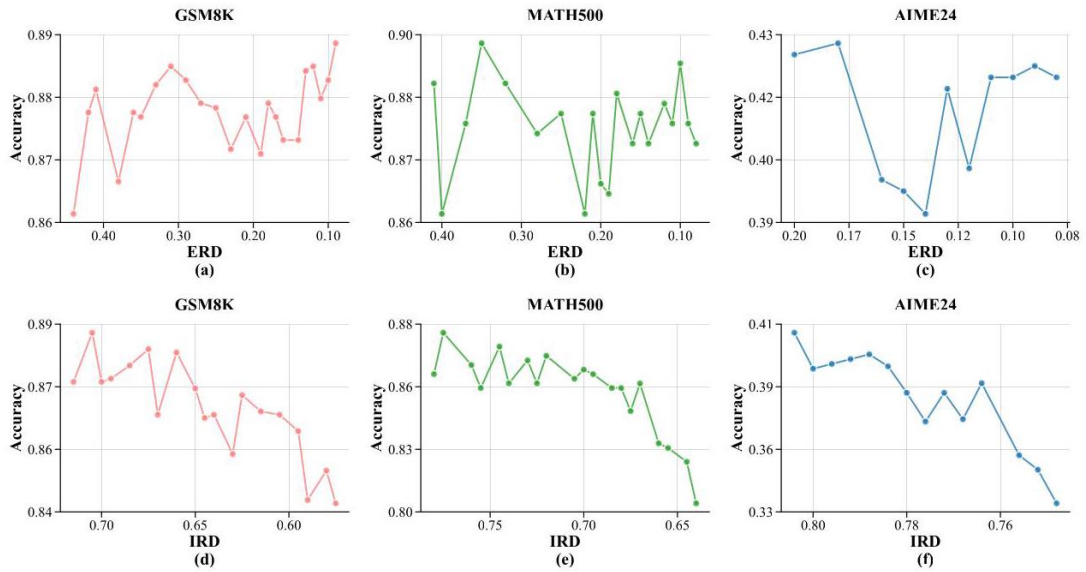 GSM8K
0.89
0.88
0.87
0.86
Accuracy
0.40
0.30
0.20
0.10
ERD
(a)
MATH500
0.90
0.88
0.87
0.86
Accuracy
0.40
0.30
0.20
0.10
ERD
(b)
AIME24
0.43
0.42
0.40
0.39
Accuracy
0.20
0.17
0.15
0.12
0.10
0.08
ERD
(c)
GSM8K
0.89
0.87
0.86
0.84
Accuracy
0.70
0.65
0.60
IRD
(d)
MATH500
0.88
0.86
0.83
0.80
Accuracy
0.75
0.70
0.65
IRD
(e)
AIME24
0.41
0.39
0.36
0.33
Accuracy
0.80
0.78
0.76
IRD
(f)